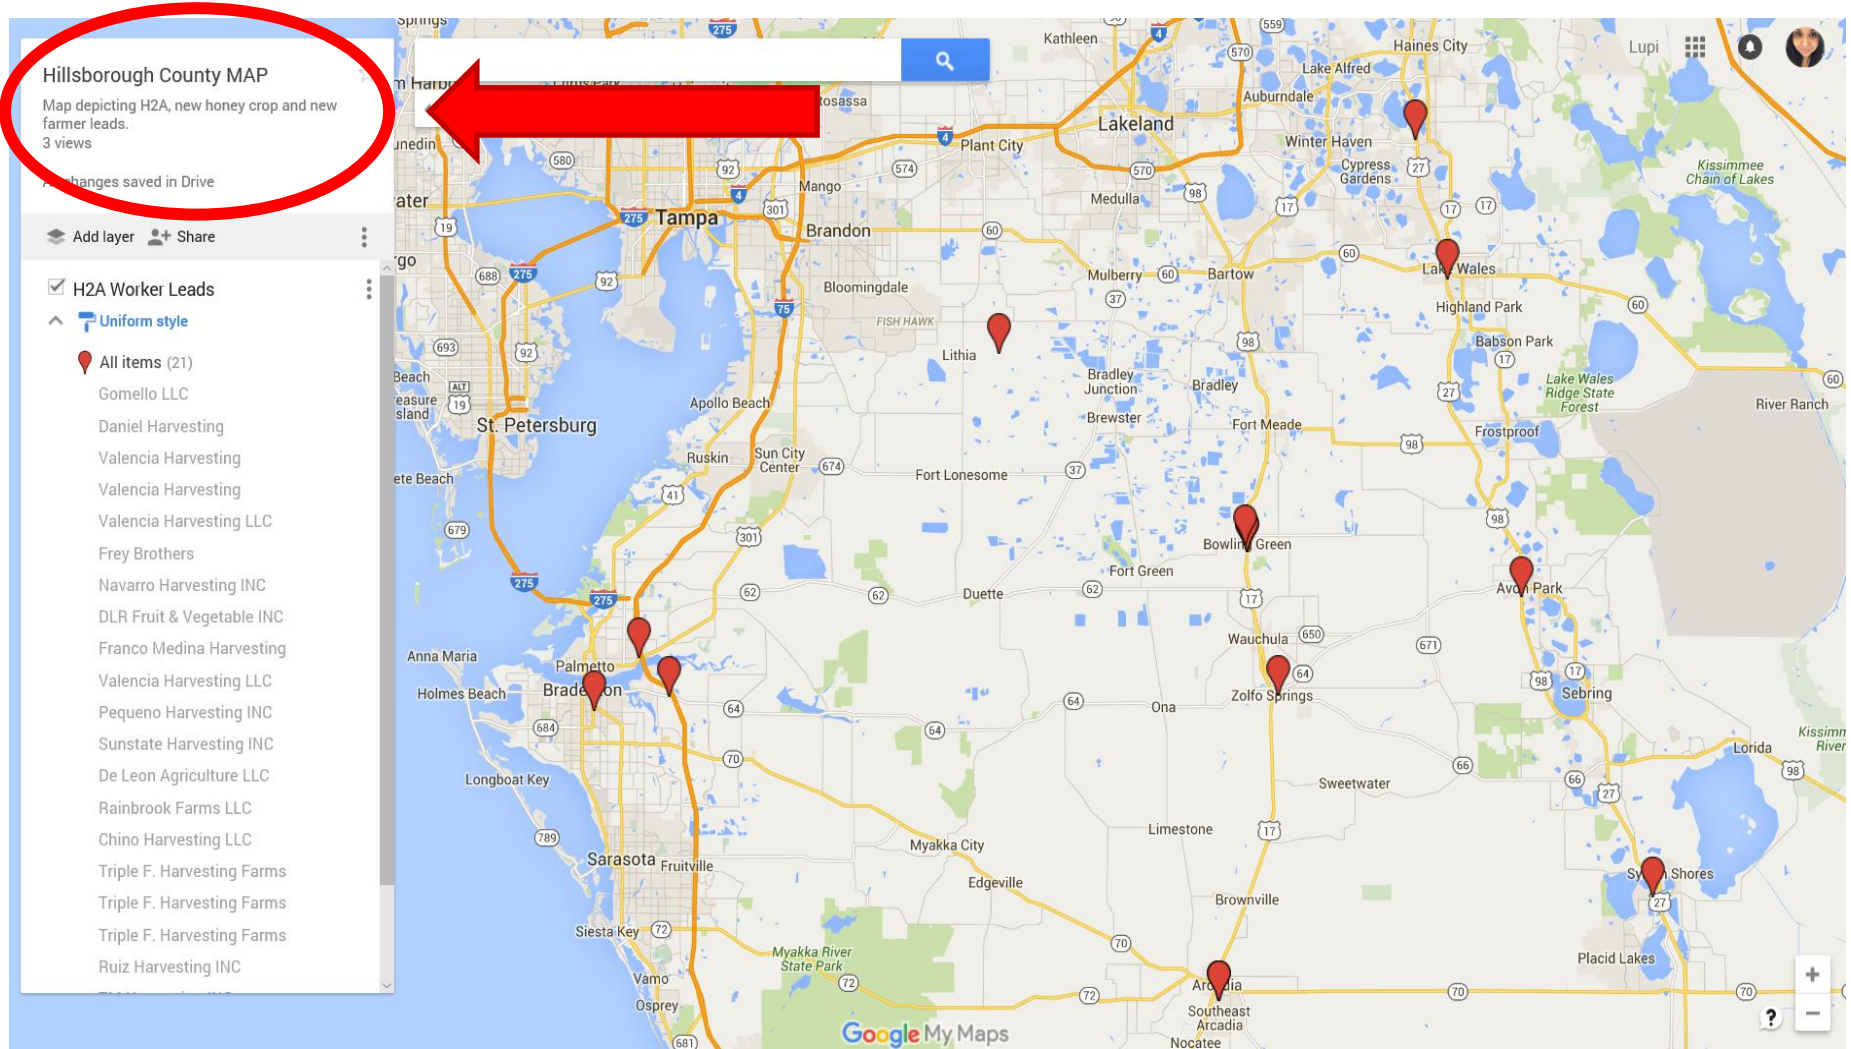 Hillsborough County MAP
Map depicting H2A, new honey crop and new
farmer leads.
3 views
changes saved in Drive
Add layer
Share
H2A Worker Leads
Uniform style
All items (21)
Gomello LLC
Daniel Harvesting
Valencia Harvesting
Valencia Harvesting
Valencia Harvesting LLC
Frey Brothers
Navarro Harvesting INC
DLR Fruit & Vegetable INC
Franco Medina Harvesting
Valencia Harvesting LLC
Pequeno Harvesting INC
Sunstate Harvesting INC
De Leon Agriculture LLC
Rainbrook Farms LLC
Chino Harvesting LLC
Triple F. Harvesting Farms
Triple F. Harvesting Farms
Triple F. Harvesting Farms
Ruiz Harvesting INC
Lupi
Kathleen
Haines City
Lake Alfred
Auburndale
Lakeland
Plant City
Winter Haven
Cypress
Gardens
Kissimmee
Chain of Lakes
Mango
Medulla
Tampa
Brandon
Mulberry
Bartow
Lake Wales
Bloomingdale
Highland Park
FISH HAWK
Lithia
Babson Park
Bradley
Junction
Bradley
Lake Wales
Ridge State
Forest
River Ranch
Apollo Beach
Brewster
Fort Meade
Frostproof
St. Petersburg
Ruskin
Sun City
Center
Fort Lonesome
Bowling Green
Fort Green
Duette
Avon Park
Wauchula
Anna Maria
Palmetto
Holmes Beach
Bradenton
Zolfo Springs
Ona
Sebring
Kissimm
River
Lorida
Longboat Key
Sweetwater
Limestone
Myakka City
Sarasota
Fruitville
Edgeville
Brownville
Siesta Key
Myakka River
State Park
Placid Lakes
Vamo
Osprey
Arcadia
Southeast
Arcadia
Nocatee
Google My Maps